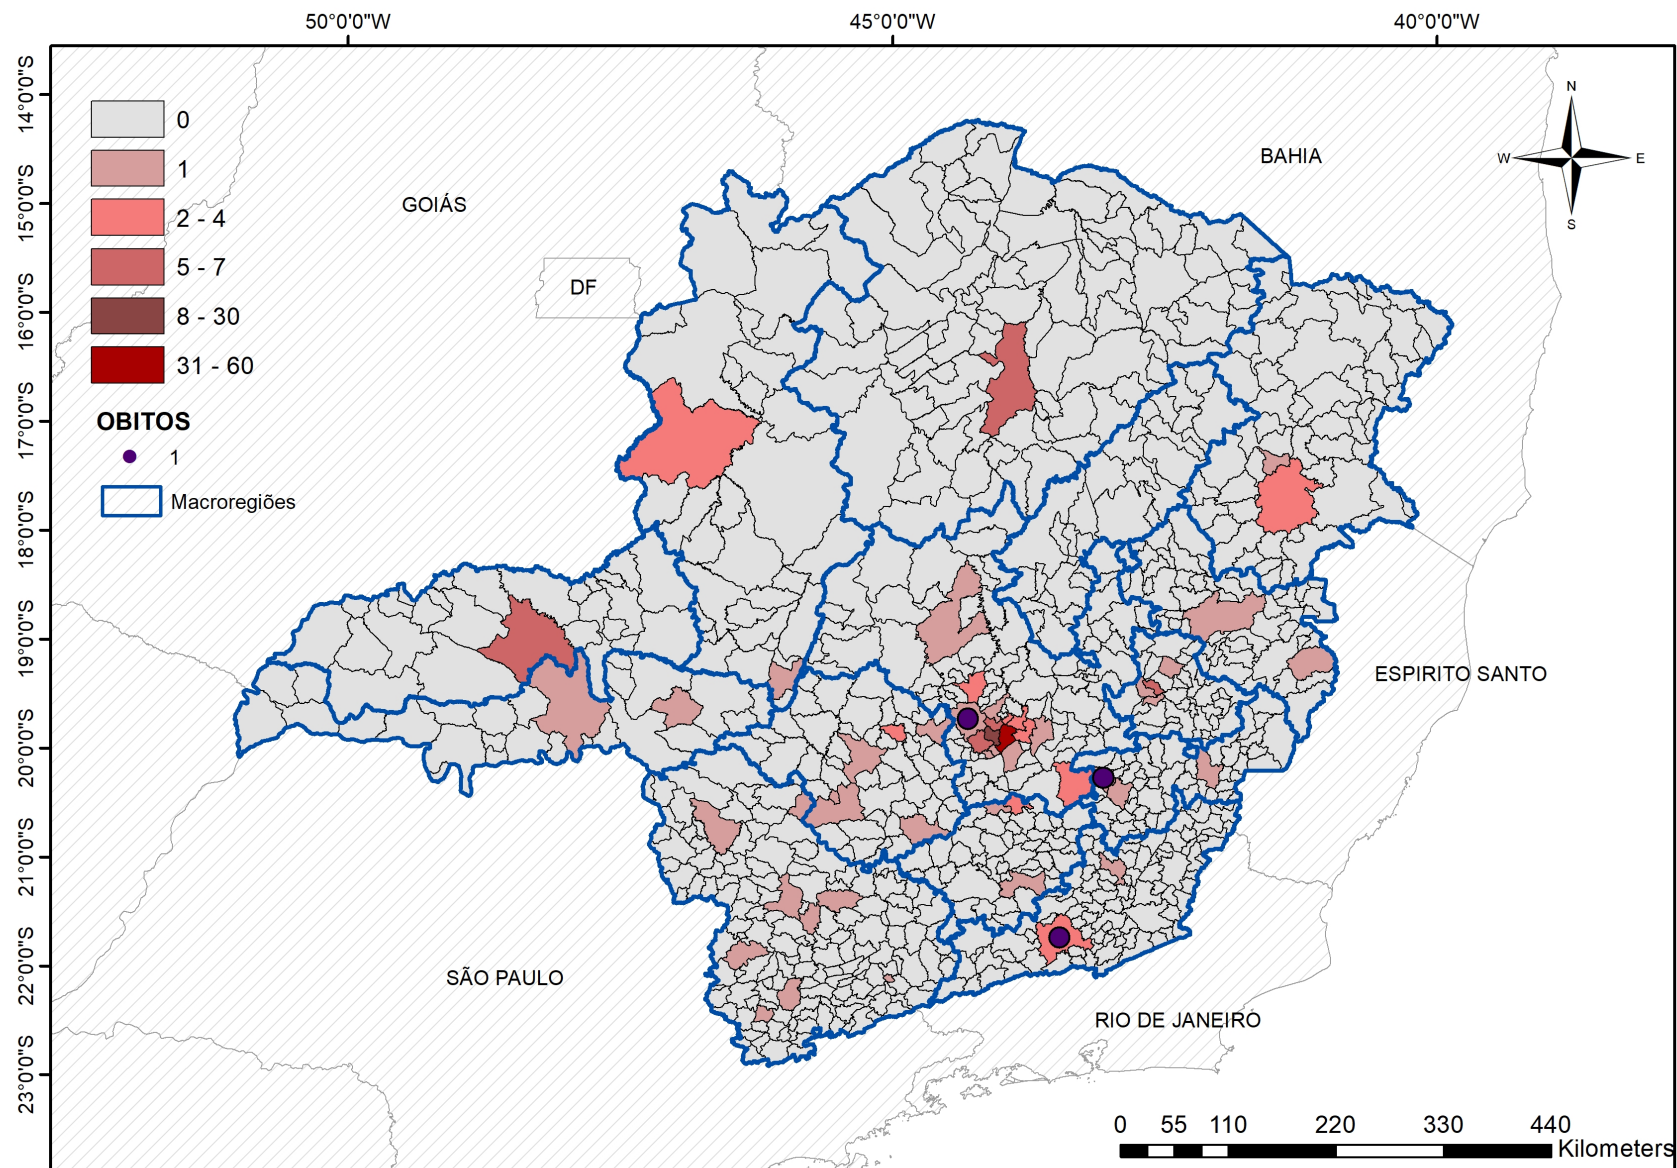 50°0'0"W 45°0'0"W 40°0'0"W
14°0'0"S
15°0'0"S
16°0'0"S
17°0'0"S
18°0'0"S
19°0'0"S
20°0'0"S
21°0'0"S
22°0'0"S
23°0'0"S
0
1
2 - 4
5 - 7
8 - 30
31 - 60
OBITOS
1
Macroregiões
N
W E
S
BAHIA
GOIÁS
DF
ESPIRITO SANTO
SÃO PAULO
RIO DE JANEIRO
0 55 110 220 330 440
Kilometers